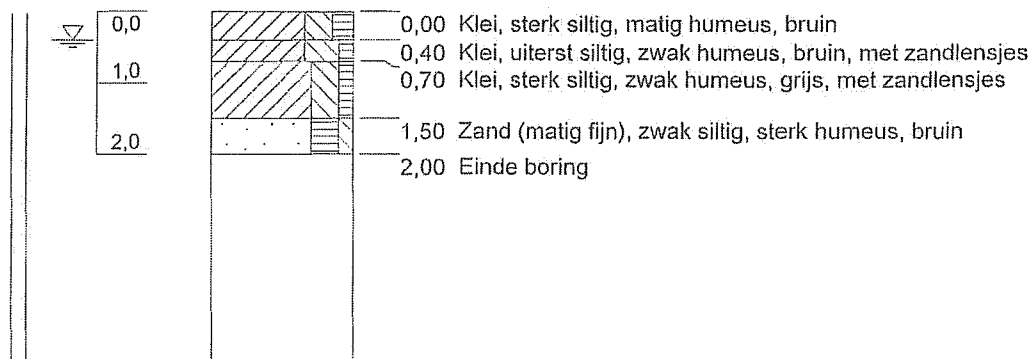 0,0
0,00 Klei, sterk siltig, matig humeus, bruin
0,40 Klei, uiterst siltig, zwak humeus, bruin, met zandlensjes
1,0
0,70 Klei, sterk siltig, zwak humeus, grijs, met zandlensjes
1,50 Zand (matig fijn), zwak siltig, sterk humeus, bruin
2,0
2,00 Einde boring